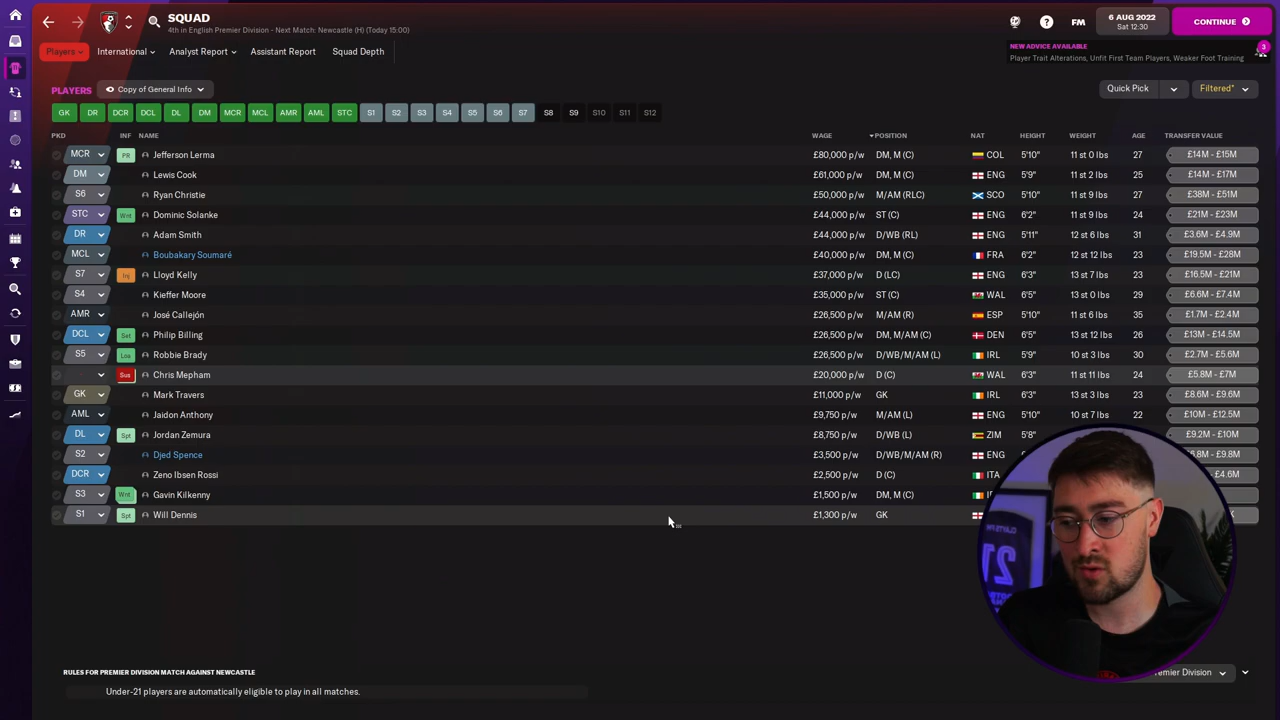 SQUAD
4th in English Premier Division - Next Match: Newcastle (H) (Today 15:00)
FM
6 AUG 2022
Sat 12:30
CONTINUE
Players
International
Analyst Report
Assistant Report
Squad Depth
NEW ADVICE AVAILABLE
Player Trait Alterations, Unfit First Team Players, Weaker Foot Training
3
PLAYERS
Copy of General Info
Quick Pick
Filtered*
GK DR DCR DCL DL DM MCR MCL AMR AML STC S1 S2 S3 S4 S5 S6 S7 S8 S9 S10 S11 S12
PKD INF NAME WAGE POSITION NAT HEIGHT WEIGHT AGE TRANSFER VALUE
MCR PR Jefferson Lerma £80,000 p/w DM, M (C) COL 5'10" 11 st 0 lbs 27 £14M - £15M
DM Lewis Cook £61,000 p/w DM, M (C) ENG 5'9" 11 st 2 lbs 25 £14M - £17M
S6 Ryan Christie £50,000 p/w M/AM (RLC) SCO 5'10" 11 st 9 lbs 27 £38M - £51M
STC Wnt Dominic Solanke £44,000 p/w ST (C) ENG 6'2" 11 st 9 lbs 24 £21M - £23M
DR Adam Smith £44,000 p/w D/WB (RL) ENG 5'11" 12 st 6 lbs 31 £3.6M - £4.9M
MCL Boubakary Soumaré £40,000 p/w DM, M (C) FRA 6'2" 12 st 12 lbs 23 £19.5M - £28M
S7 Inj Lloyd Kelly £37,000 p/w D (LC) ENG 6'3" 13 st 7 lbs 23 £16.5M - £21M
S4 Kieffer Moore £35,000 p/w ST (C) WAL 6'5" 13 st 0 lbs 29 £6.6M - £7.4M
AMR José Callejón £26,500 p/w M/AM (R) ESP 5'10" 11 st 6 lbs 35 £1.7M - £2.4M
DCL Set Philip Billing £26,500 p/w DM, M/AM (C) DEN 6'5" 13 st 12 lbs 26 £13M - £14.5M
S5 Loa Robbie Brady £26,500 p/w D/WB/M/AM (L) IRL 5'9" 10 st 3 lbs 30 £2.7M - £5.6M
Sus Chris Mepham £20,000 p/w D (C) WAL 6'3" 11 st 11 lbs 24 £5.8M - £7M
GK Mark Travers £11,000 p/w GK IRL 6'3" 13 st 3 lbs 23 £8.6M - £9.6M
AML Jaidon Anthony £9,750 p/w M/AM (L) ENG 5'10" 10 st 7 lbs 22 £10M - £12.5M
DL Spt Jordan Zemura £8,750 p/w D/WB (L) ZIM 5'8" £9.2M - £10M
S2 Djed Spence £3,500 p/w D/WB/M/AM (R) ENG .8M - £9.8M
DCR Zeno Ibsen Rossi £2,500 p/w D (C) ITA £4.6M
S3 Wnt Gavin Kilkenny £1,500 p/w DM, M (C)
S1 Spt Will Dennis £1,300 p/w GK
21
RULES FOR PREMIER DIVISION MATCH AGAINST NEWCASTLE
remier Division
Under-21 players are automatically eligible to play in all matches.